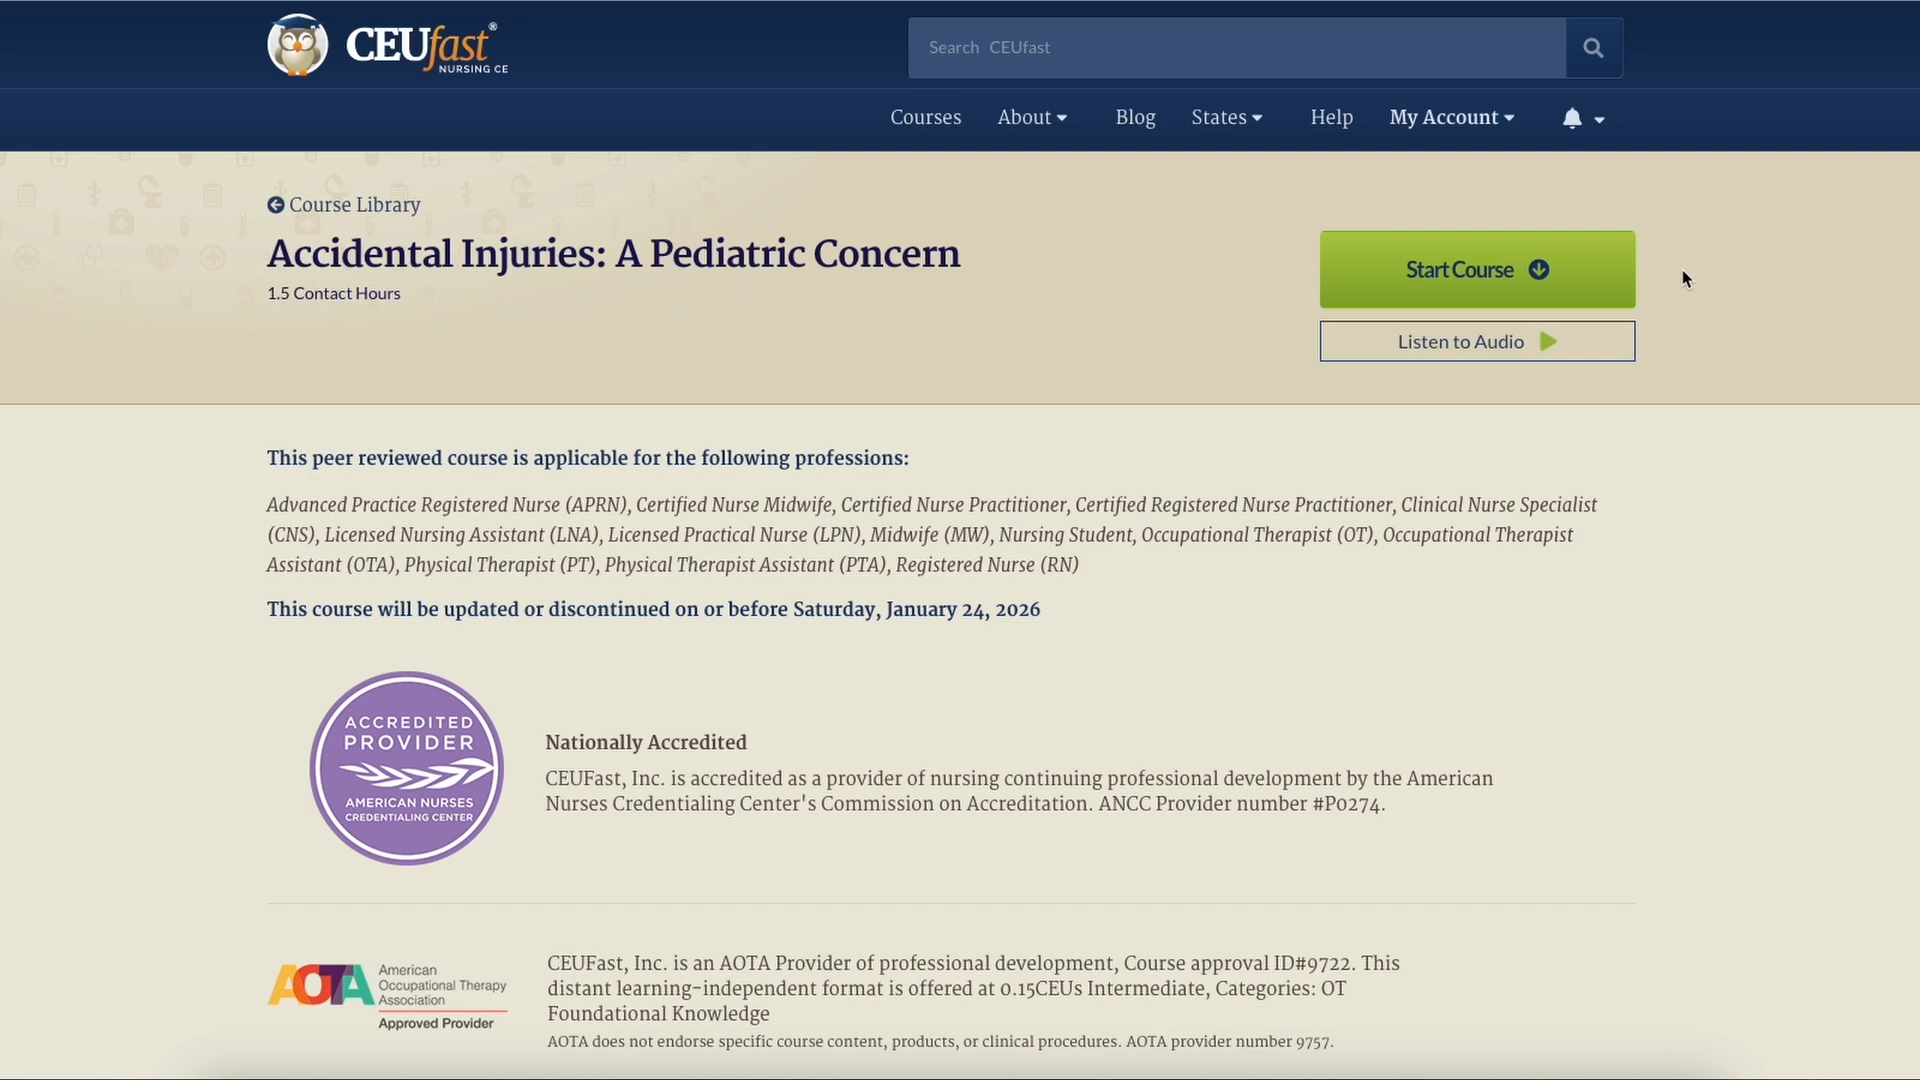 CEUfast®
NURSING CE
Search CEUfast
Courses About Blog States Help My Account
Course Library
Accidental Injuries: A Pediatric Concern
1.5 Contact Hours
Start Course
Listen to Audio
This peer reviewed course is applicable for the following professions:
Advanced Practice Registered Nurse (APRN), Certified Nurse Midwife, Certified Nurse Practitioner, Certified Registered Nurse Practitioner, Clinical Nurse Specialist
(CNS), Licensed Nursing Assistant (LNA), Licensed Practical Nurse (LPN), Midwife (MW), Nursing Student, Occupational Therapist (OT), Occupational Therapist
Assistant (OTA), Physical Therapist (PT), Physical Therapist Assistant (PTA), Registered Nurse (RN)
This course will be updated or discontinued on or before Saturday, January 24, 2026
ACCREDITED
PROVIDER
AMERICAN NURSES
CREDENTIALING CENTER
Nationally Accredited
CEUFast, Inc. is accredited as a provider of nursing continuing professional development by the American
Nurses Credentialing Center's Commission on Accreditation. ANCC Provider number #P0274.
AOTA
American
Occupational Therapy
Association
Approved Provider
CEUFast, Inc. is an AOTA Provider of professional development, Course approval ID#9722. This
distant learning-independent format is offered at 0.15CEUs Intermediate, Categories: OT
Foundational Knowledge
AOTA does not endorse specific course content, products, or clinical procedures. AOTA provider number 9757.